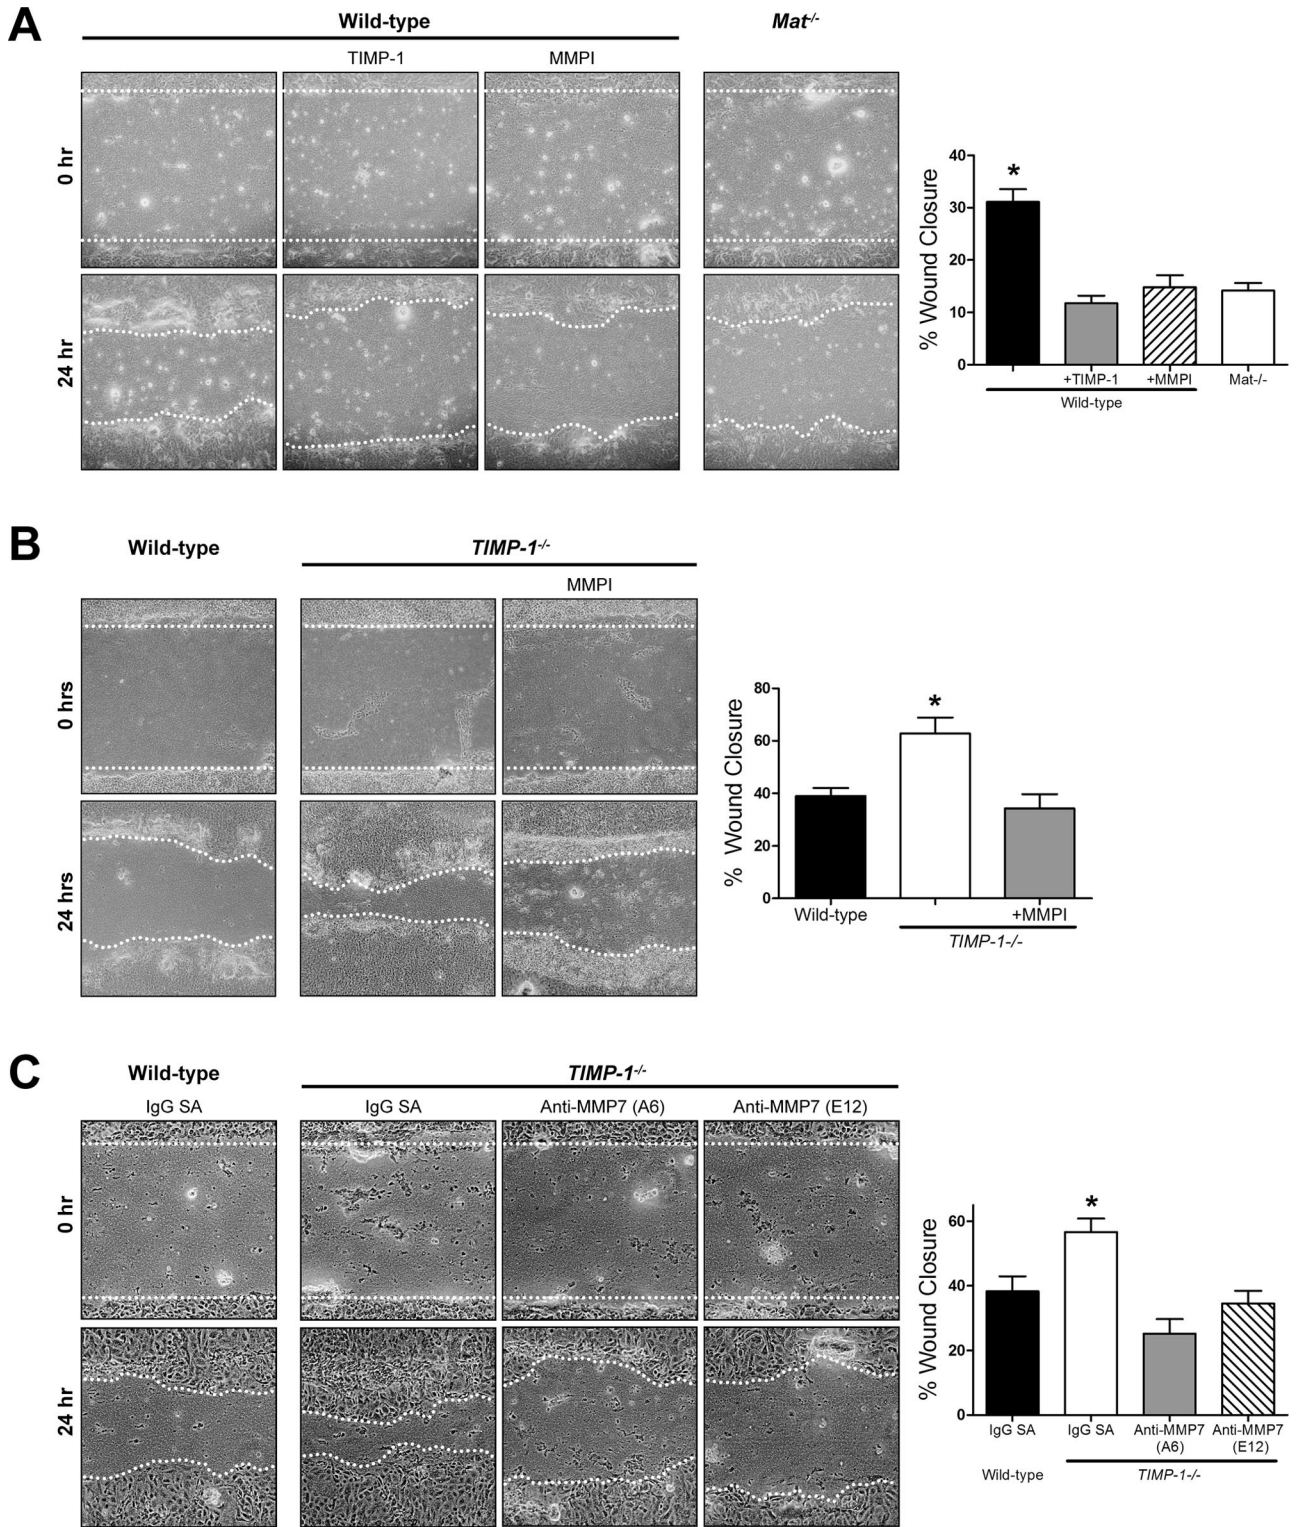 A
Wild-type
Mat-/-
TIMP-1
MMPI
0 hr
24 hr
% Wound Closure
40
30
20
10
0
*
+TIMP-1
+MMPI
Mat-/-
Wild-type
B
Wild-type
TIMP-1-/-
MMPI
0 hrs
24 hrs
% Wound Closure
80
60
40
20
0
*
Wild-type
+MMPI
TIMP-1-/-
C
Wild-type
TIMP-1-/-
IgG SA
IgG SA
Anti-MMP7 (A6)
Anti-MMP7 (E12)
0 hr
24 hr
% Wound Closure
60
40
20
0
*
IgG SA
IgG SA
Anti-MMP7
(A6)
Anti-MMP7
(E12)
Wild-type
TIMP-1-/-